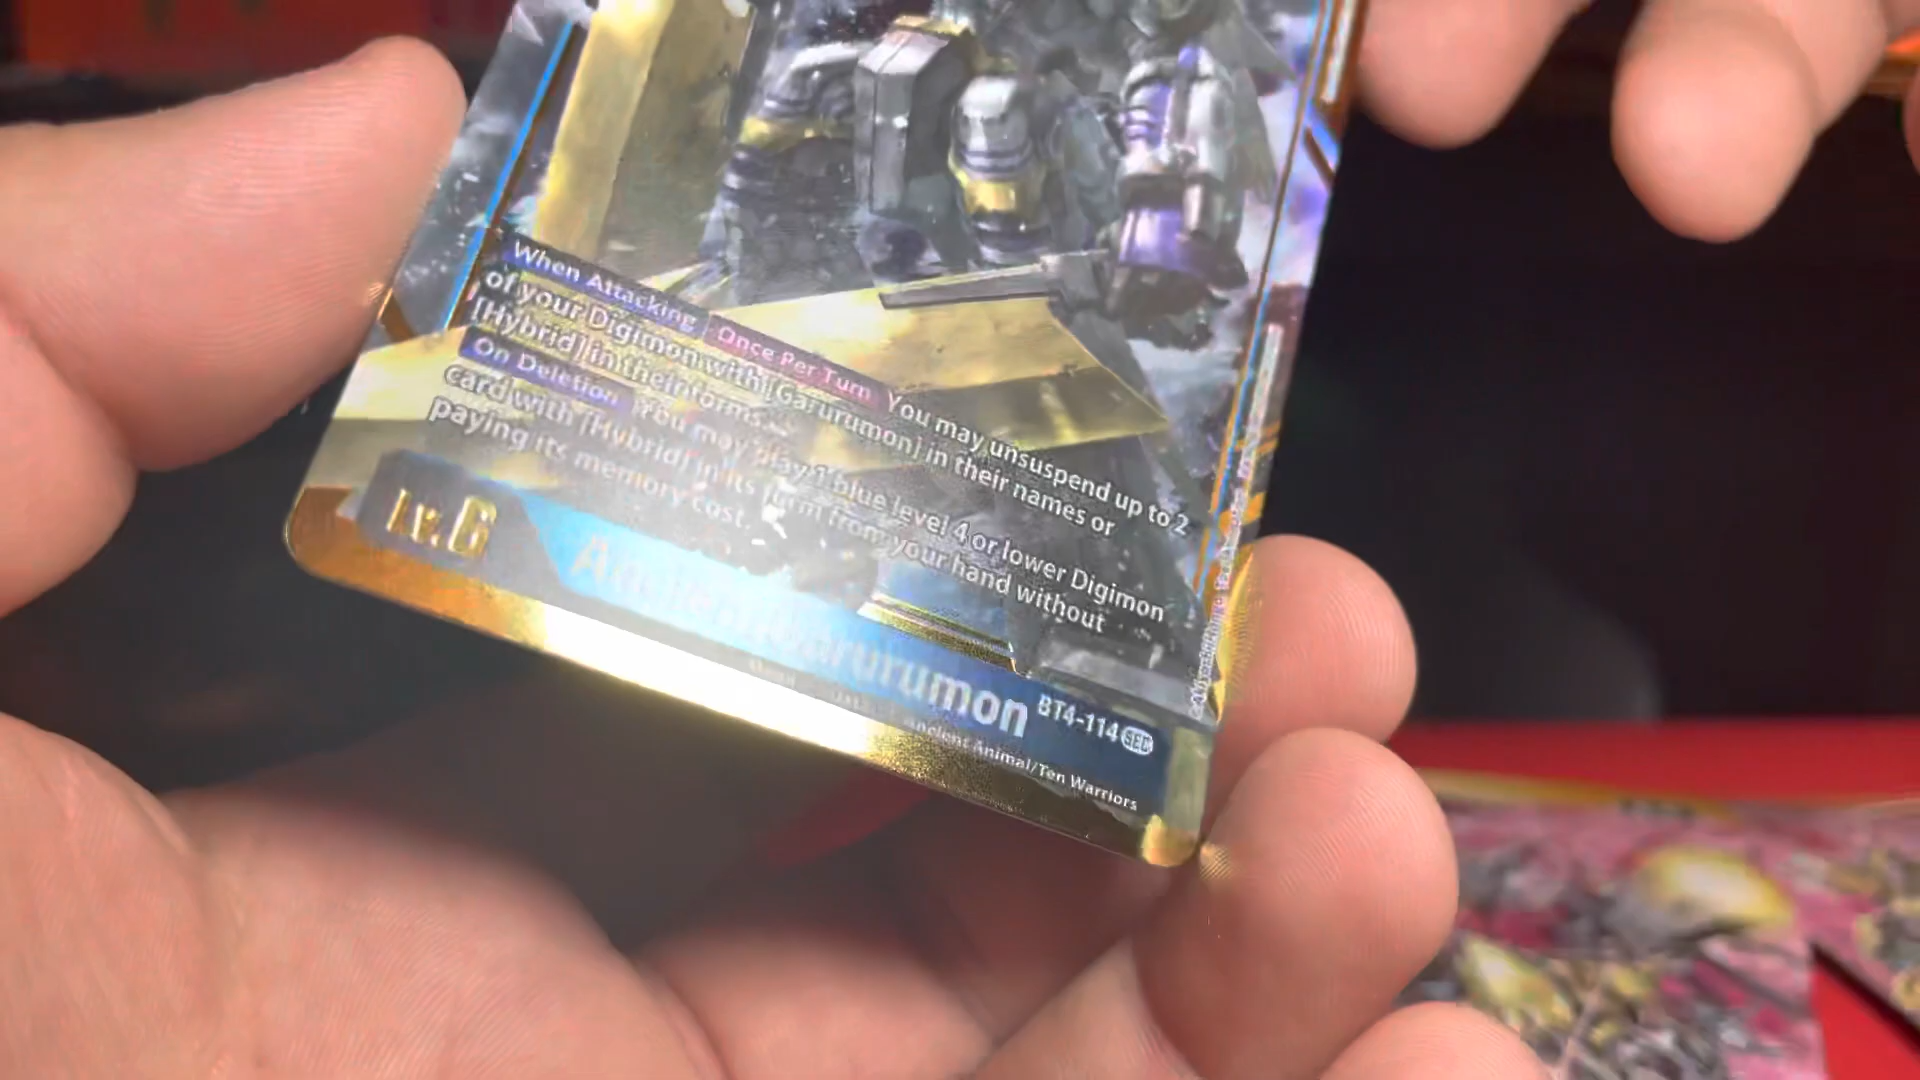 When Attacking Once Per Turn You may unsuspend up to 2
of your Digimon with [Garurumon] in their names or
[Hybrid] in their forms.
On Deletion You may play 1 blue level 4 or lower Digimon
card with [Hybrid] in its form from your hand without
paying its memory cost.
Lv.6
AncientGarurumon
BT4-114 SEC
Ancient Animal/Ten Warriors